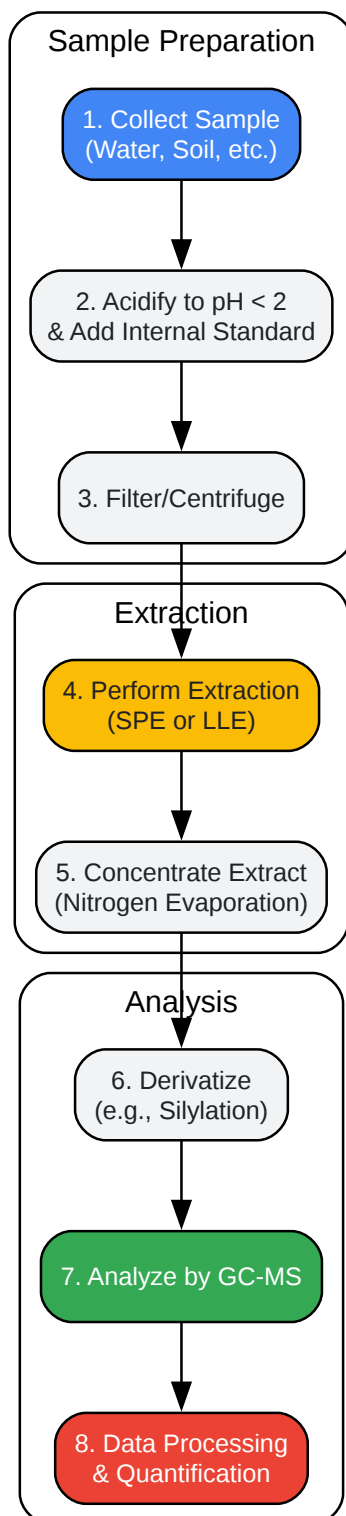 Sample Preparation
1. Collect Sample
(Water, Soil, etc.)
2. Acidify to pH < 2
& Add Internal Standard
3. Filter/Centrifuge
Extraction
4. Perform Extraction
(SPE or LLE)
5. Concentrate Extract
(Nitrogen Evaporation)
Analysis
6. Derivatize
(e.g., Silylation)
7. Analyze by GC-MS
8. Data Processing
& Quantification